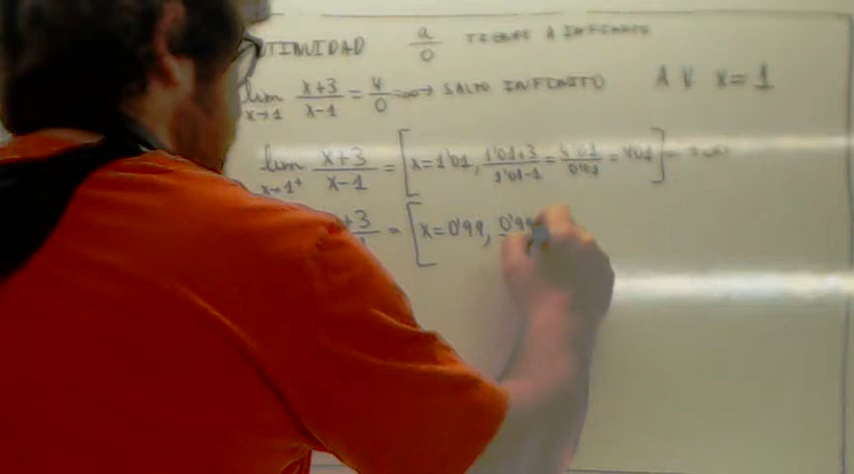 TINUIDAD a/0 TIENDE A INFINITO
lim x→1 x+3/x-1 = 4/0 = ∞ → SALTO INFINITO A V x=1
lim x→1+ x+3/x-1 = [x=1'01, 1'01+3/1'01-1 = 4'01/0'01 = 401] =
+3 = [x=0'99, 0'99